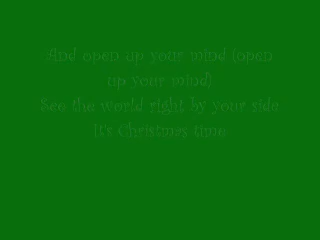 And open up your mind (open
up your mind)
See the world right by your side
It's Christmas time